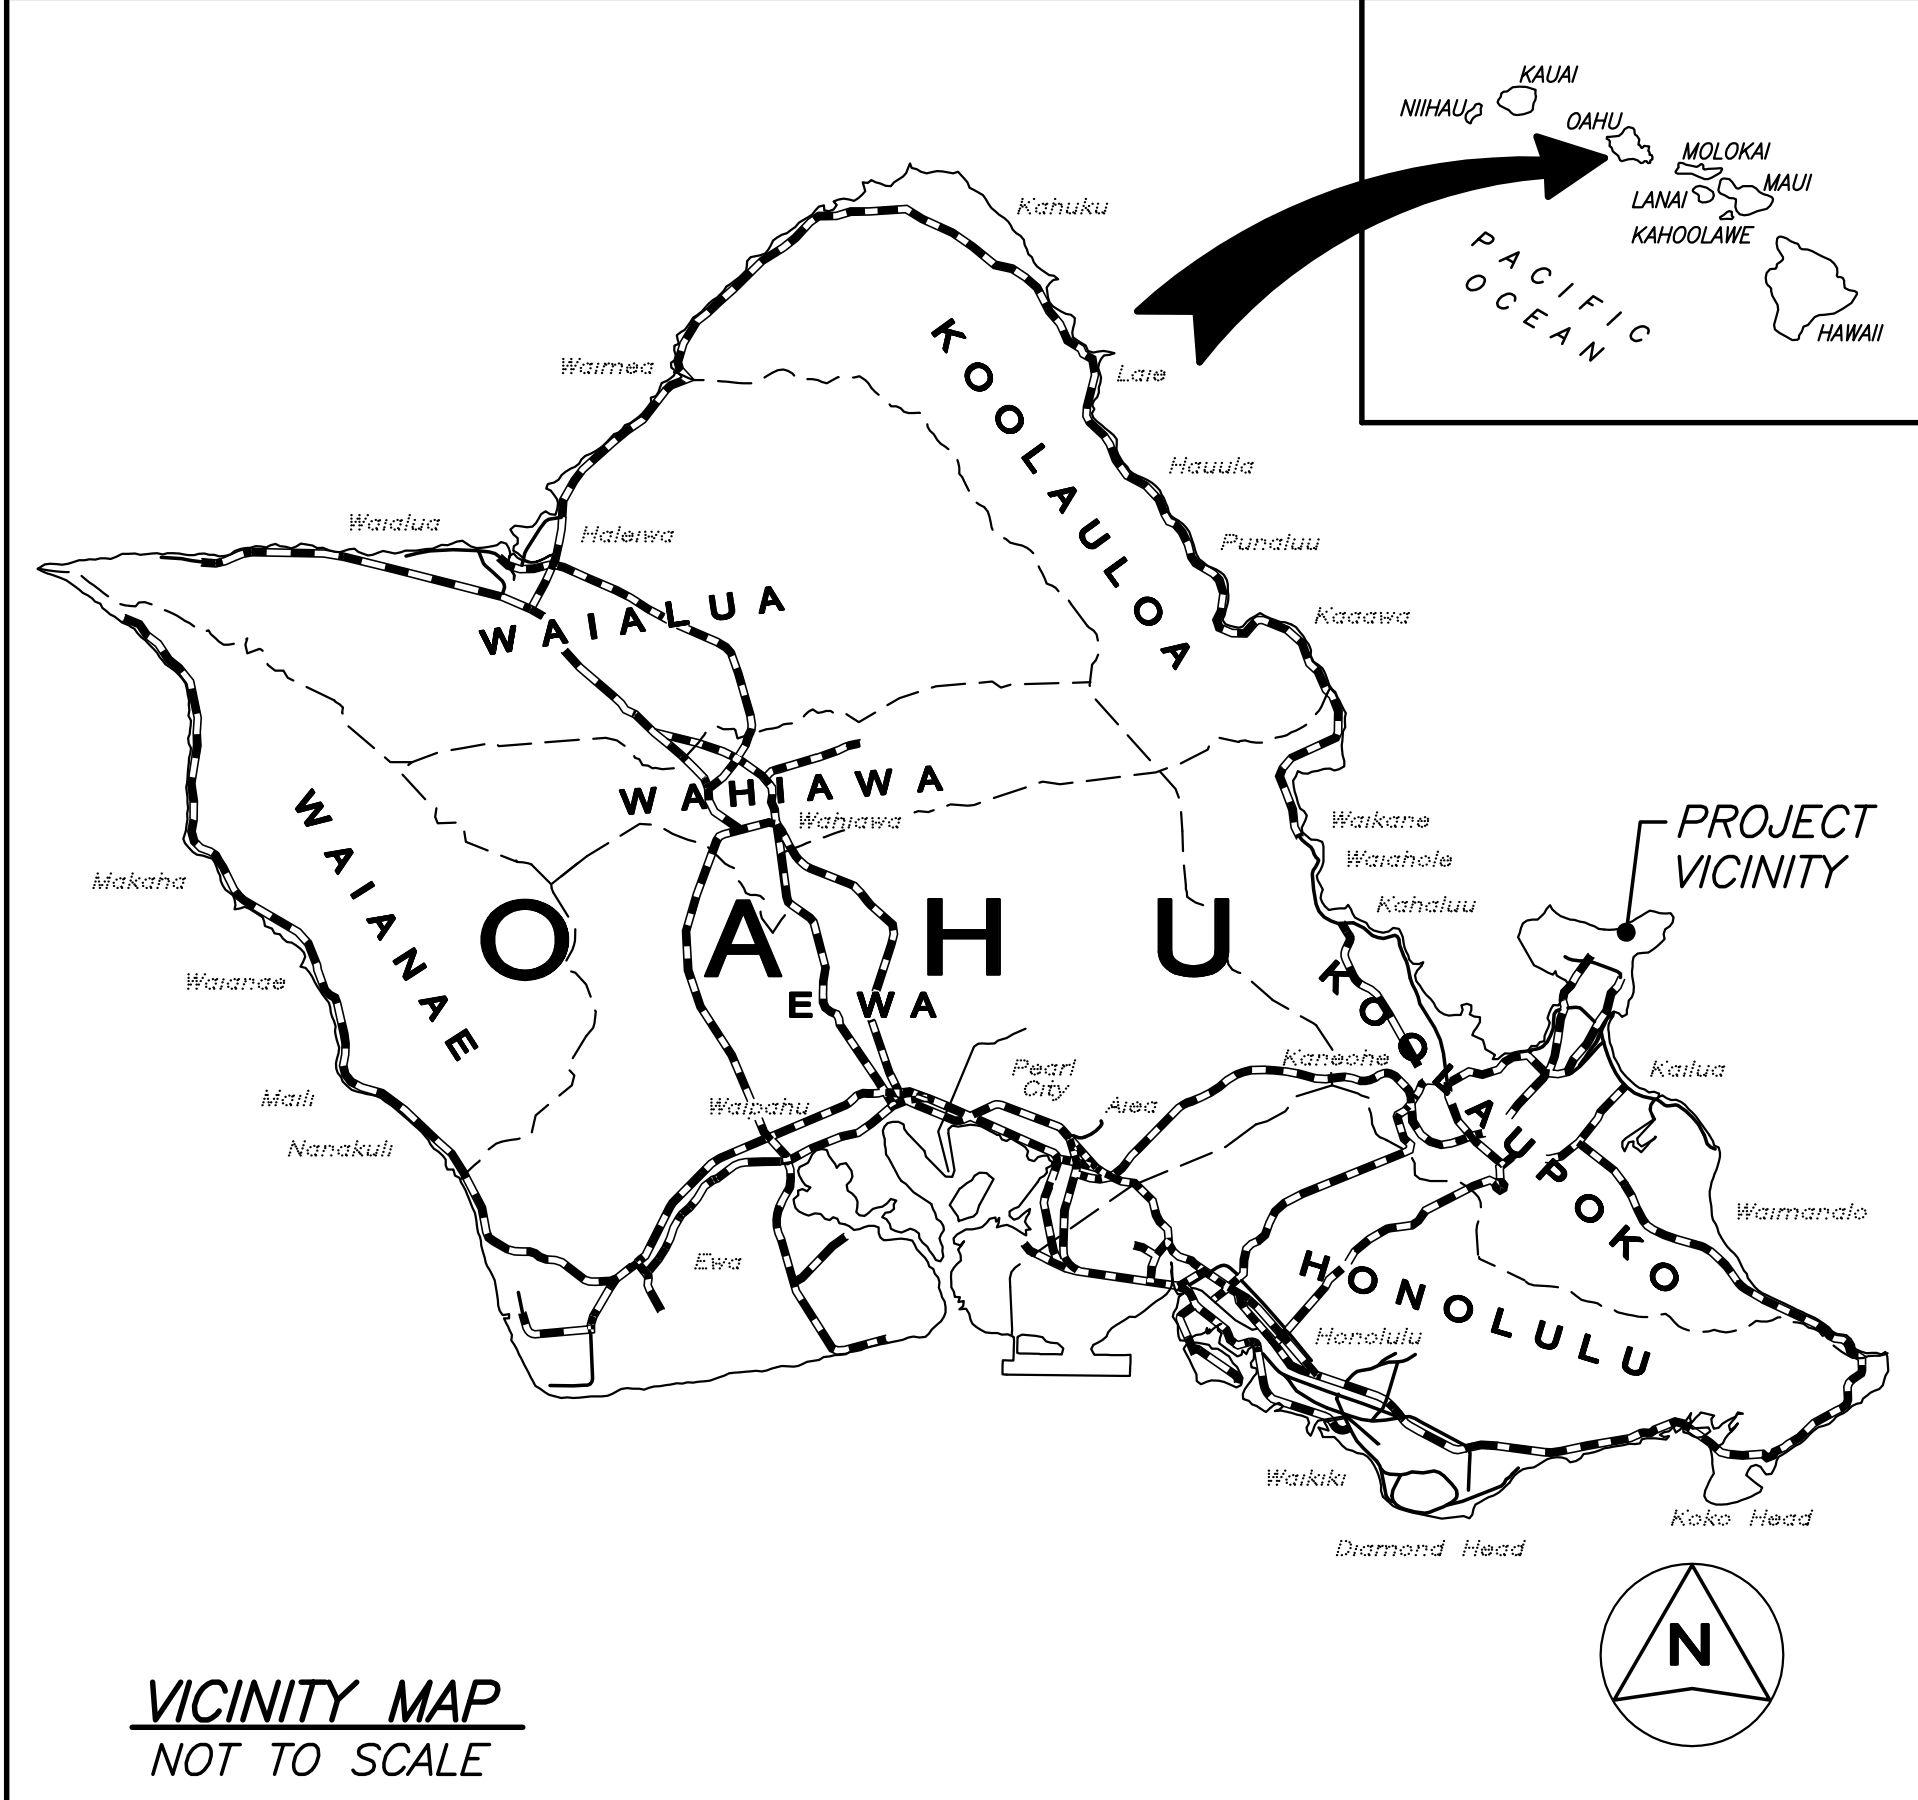 KAUAI
NIIHAU
OAHU
MOLOKAI
MAUI
LANAI
KAHOOLAWE
PACIFIC
OCEAN
HAWAII
Kahuku
Waimea
KOOLAULOA
Laie
Hauula
Waialua
Haleiwa
Punaluu
WAIALUA
Kaaawa
WAIANAE
WAHIAWA
Wahiawa
Waikane
PROJECT
VICINITY
Waiahole
Makaha
Kahaluu
OAHU
Waianae
EWA
KOOLAUPOKO
Kaneohe
Pearl
City
Kailua
Maili
Waipahu
Aiea
Nanakuli
Waimanalo
Ewa
HONOLULU
Honolulu
Waikiki
Koko Head
Diamond Head
N
VICINITY MAP
NOT TO SCALE